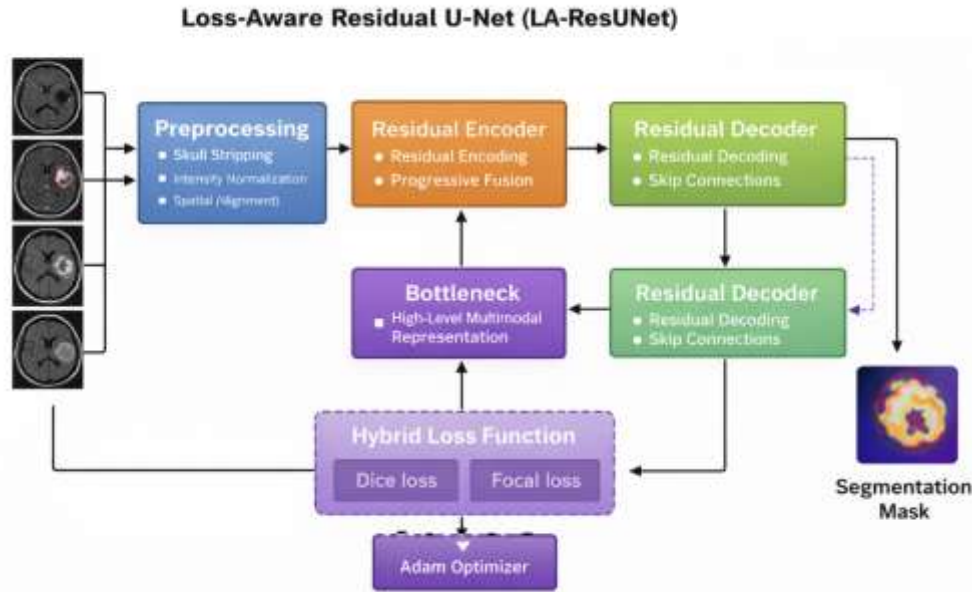 Loss-Aware Residual U-Net (LA-ResUNet)
Preprocessing
Skull Stripping
Intensity Normalization
Spatial (Alignment)
Residual Encoder
Residual Encoding
Progressive Fusion
Residual Decoder
Residual Decoding
Skip Connections
Bottleneck
High-Level Multimodal
Representation
Residual Decoder
Residual Decoding
Skip Connections
Hybrid Loss Function
Dice loss
Focal loss
Segmentation
Mask
Adam Optimizer